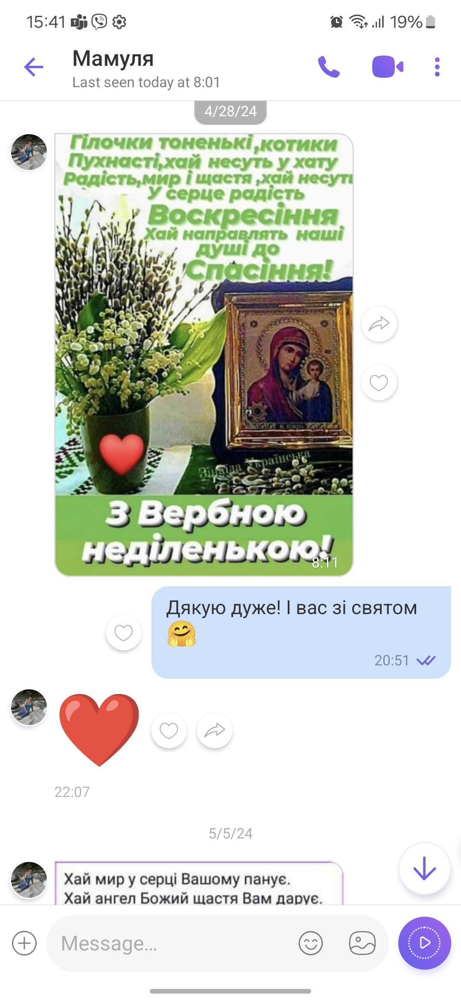 15:41
19%
Мамуля
Last seen today at 8:01
4/28/24
Гілочки тоненькі,котики
Пухнасті,хай несуть у хату
Радість,мир і щастя ,хай несуть
У серце радість
Воскресіння
Хай направлять наші
душі до
Спасіння!
Зінаїда Українська
З Вербною
неділенькою!
8:11
Дякую дуже! І вас зі святом
🤗
20:51
❤️
22:07
5/5/24
Хай мир у серці Вашому панує.
Хай ангел Божий щастя Вам дарує.
Message...